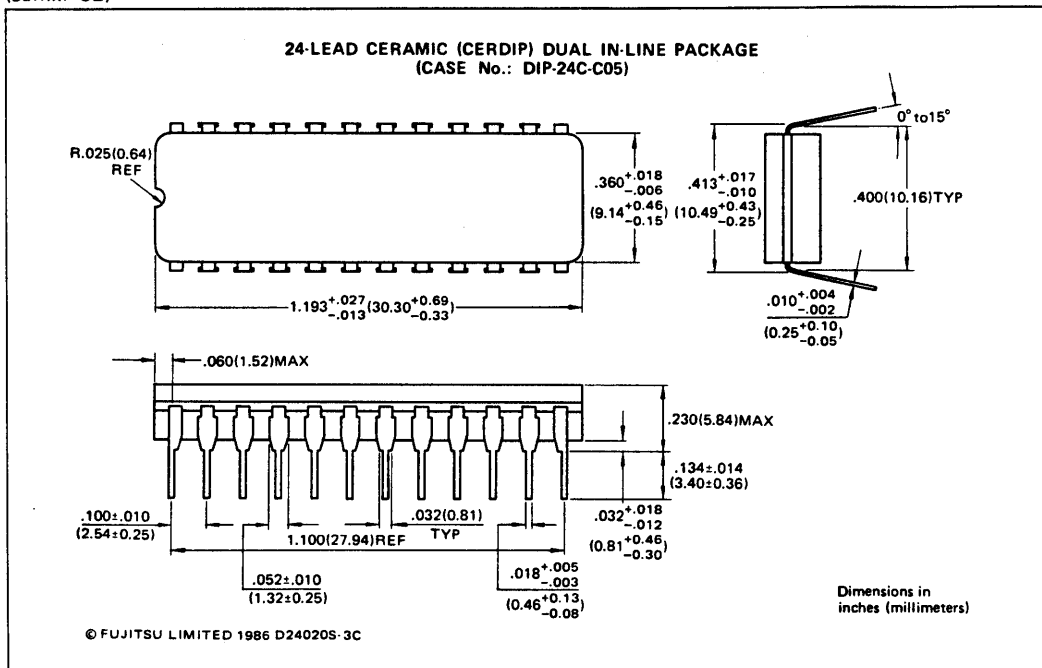 24-LEAD CERAMIC (CERDIP) DUAL IN-LINE PACKAGE
(CASE No.: DIP-24C-C05)
R.025(0.64)
REF
.360+.018
-.006
(9.14+0.46
-0.15)
.413+.017
-.010
(10.49+0.43
-0.25)
0° to15°
.400(10.16)TYP
.010+.004
-.002
(0.25+0.10
-0.05)
1.193+.027
-.013(30.30+0.69
-0.33)
.060(1.52)MAX
.230(5.84)MAX
.134±.014
(3.40±0.36)
.100±.010
(2.54±0.25)
.032(0.81)
TYP
1.100(27.94)REF
.032+.018
-.012
(0.81+0.46
-0.30)
.052±.010
(1.32±0.25)
.018+.005
-.003
(0.46+0.13
-0.08)
Dimensions in
inches (millimeters)
© FUJITSU LIMITED 1986 D24020S-3C